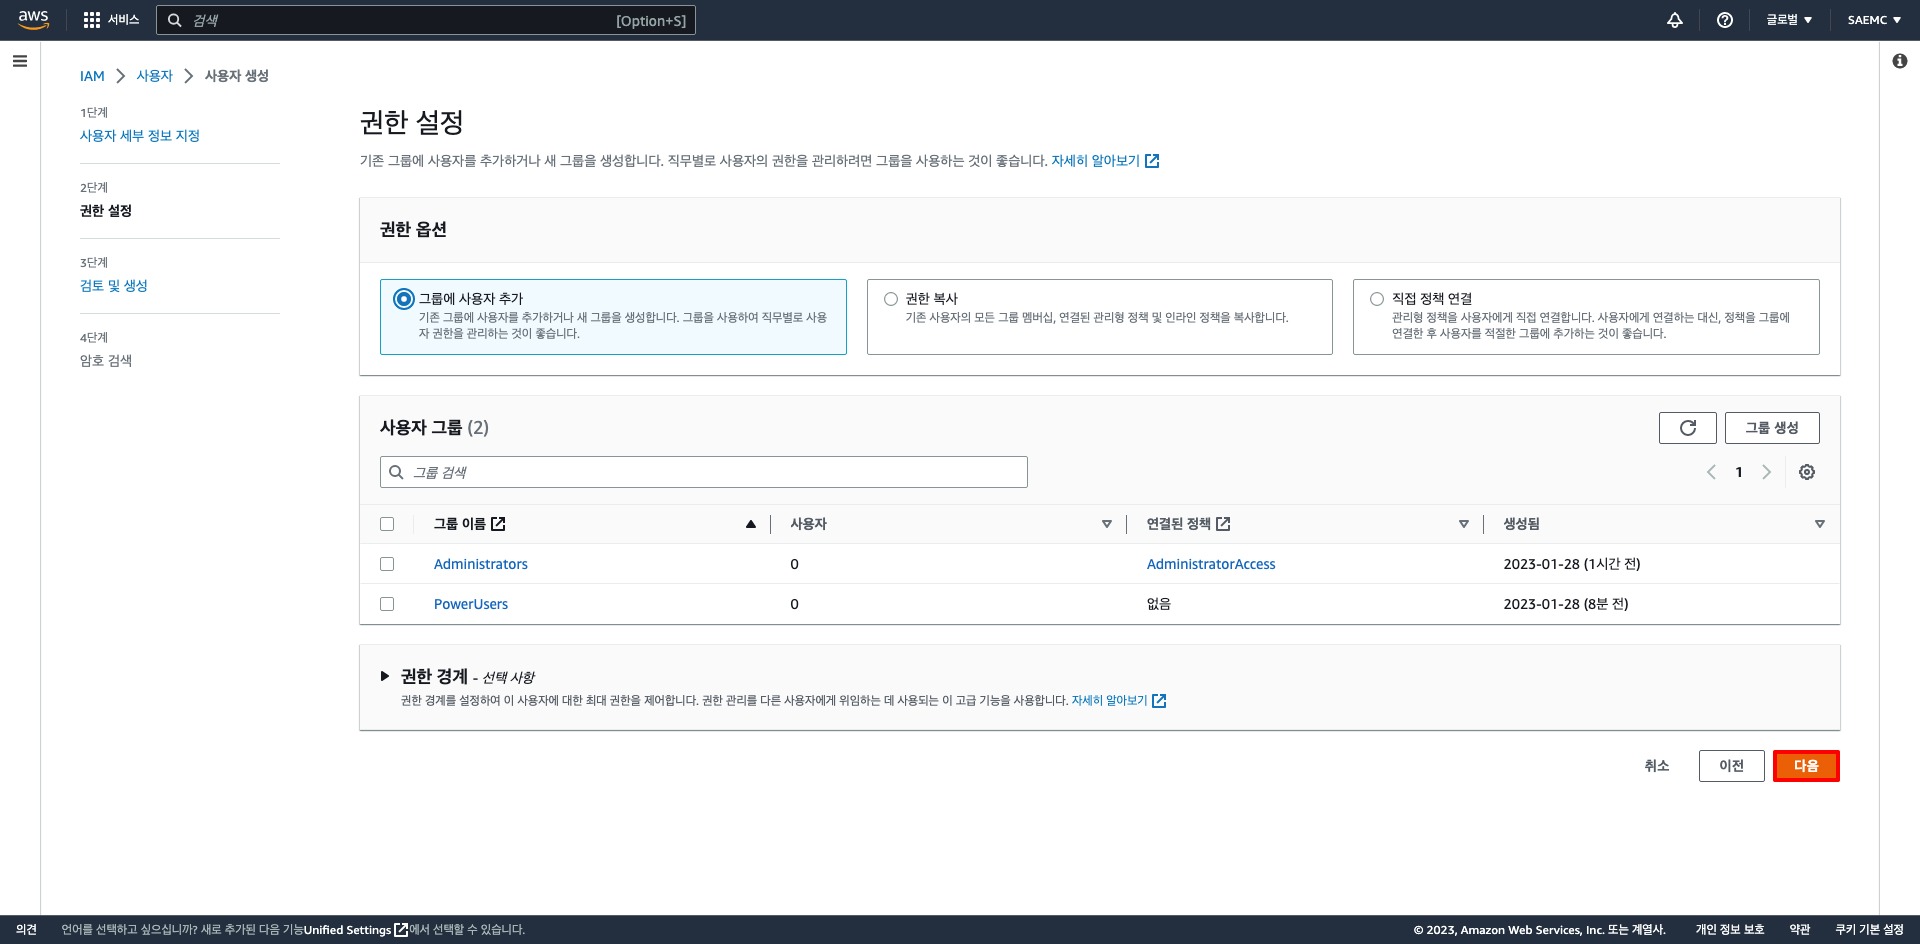 aws
서비스
검색
[Option+S]
글로벌 ▼
SAEMC ▼
IAM > 사용자 > 사용자 생성
1단계
사용자 세부 정보 지정
2단계
권한 설정
3단계
검토 및 생성
4단계
암호 검색
권한 설정
기존 그룹에 사용자를 추가하거나 새 그룹을 생성합니다. 직무별로 사용자의 권한을 관리하려면 그룹을 사용하는 것이 좋습니다. 자세히 알아보기
권한 옵션
그룹에 사용자 추가
기존 그룹에 사용자를 추가하거나 새 그룹을 생성합니다. 그룹을 사용하여 직무별로 사용
자 권한을 관리하는 것이 좋습니다.
권한 복사
기존 사용자의 모든 그룹 멤버십, 연결된 관리형 정책 및 인라인 정책을 복사합니다.
직접 정책 연결
관리형 정책을 사용자에게 직접 연결합니다. 사용자에게 연결하는 대신, 정책을 그룹에
연결한 후 사용자를 적절한 그룹에 추가하는 것이 좋습니다.
사용자 그룹 (2)
그룹 생성
그룹 검색
1
그룹 이름 사용자 연결된 정책 생성됨
Administrators 0 AdministratorAccess 2023-01-28 (1시간 전)
PowerUsers 0 없음 2023-01-28 (8분 전)
권한 경계 - 선택 사항
권한 경계를 설정하여 이 사용자에 대한 최대 권한을 제어합니다. 권한 관리를 다른 사용자에게 위임하는 데 사용되는 이 고급 기능을 사용합니다. 자세히 알아보기
취소 이전 다음
의견 언어를 선택하고 싶으십니까? 새로 추가된 다음 기능Unified Settings에서 선택할 수 있습니다. © 2023, Amazon Web Services, Inc. 또는 계열사. 개인 정보 보호 약관 쿠키 기본 설정